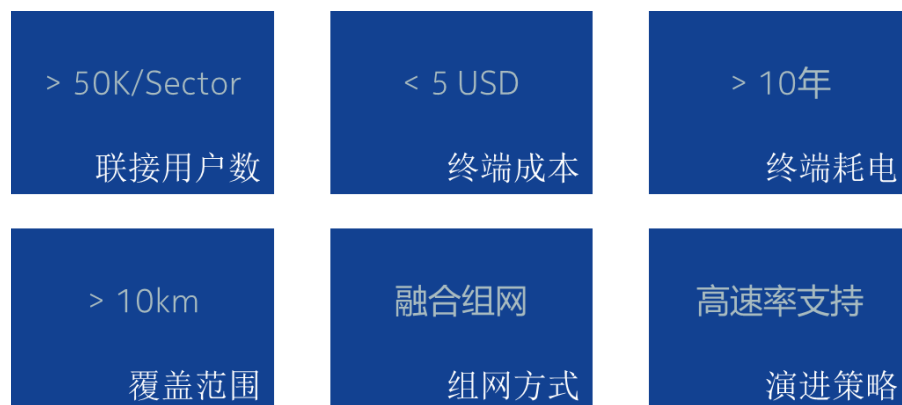 > 50K/Sector
联接用户数
< 5 USD
终端成本
> 10年
终端耗电
> 10km
覆盖范围
融合组网
组网方式
高速率支持
演进策略